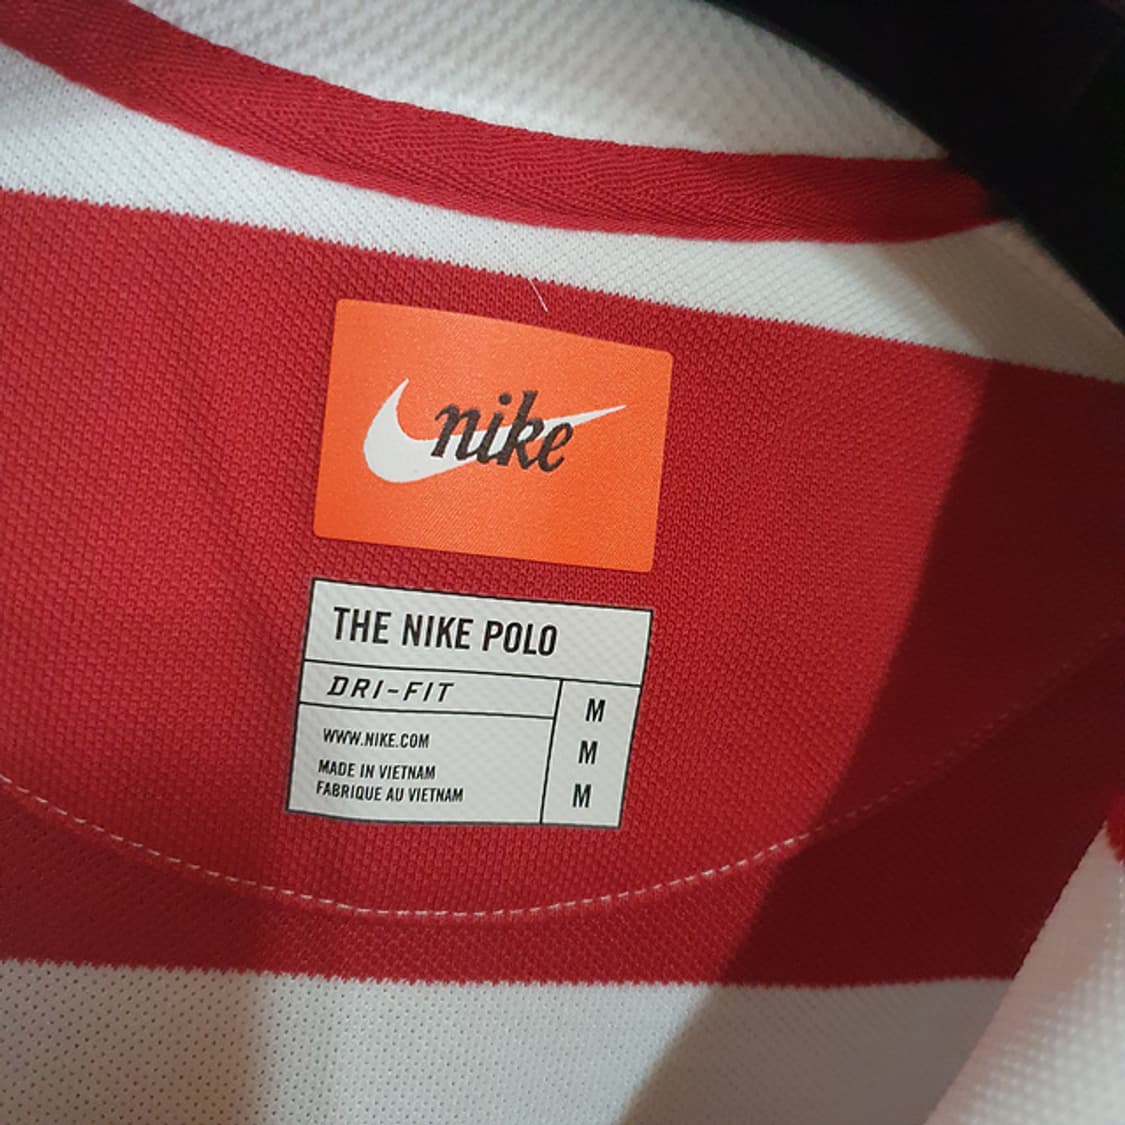 nike
THE NIKE POLO
DRI-FIT
M
WWW.NIKE.COM
M
MADE IN VIETNAM
FABRIQUE AU VIETNAM
M